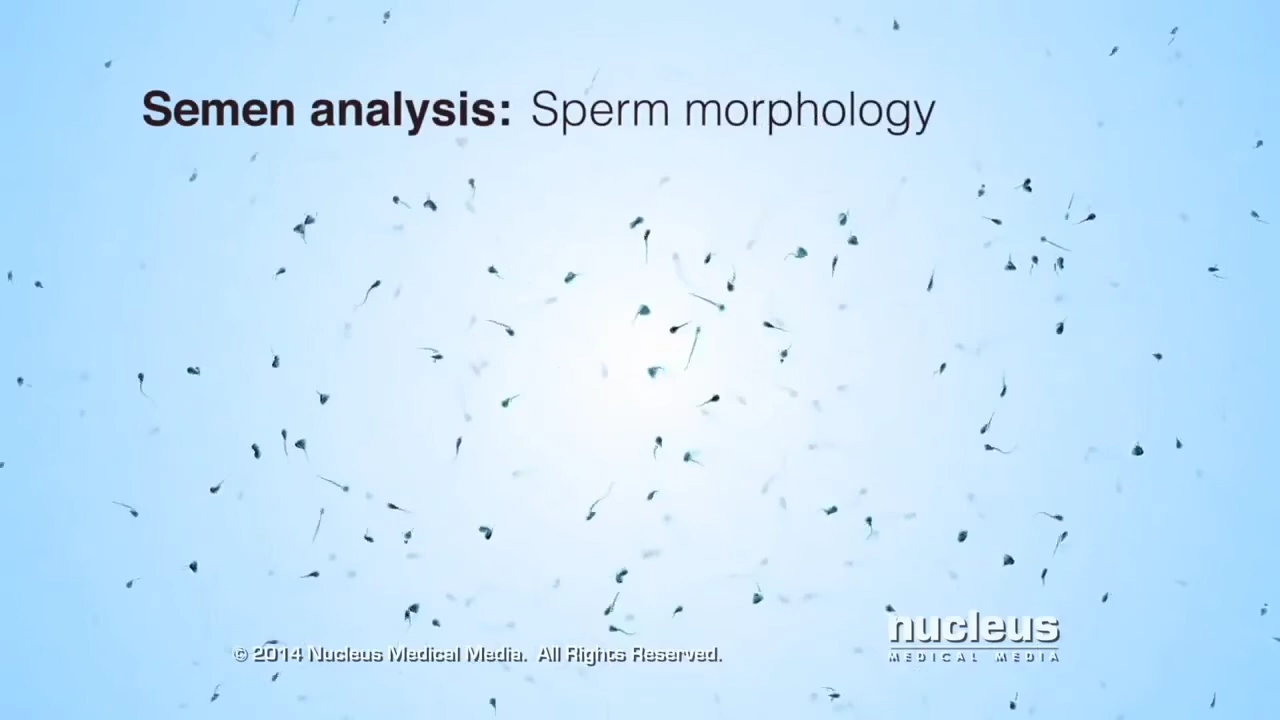 Semen analysis: Sperm morphology
nucleus
MEDICAL MEDIA
© 2014 Nucleus Medical Media. All Rights Reserved.